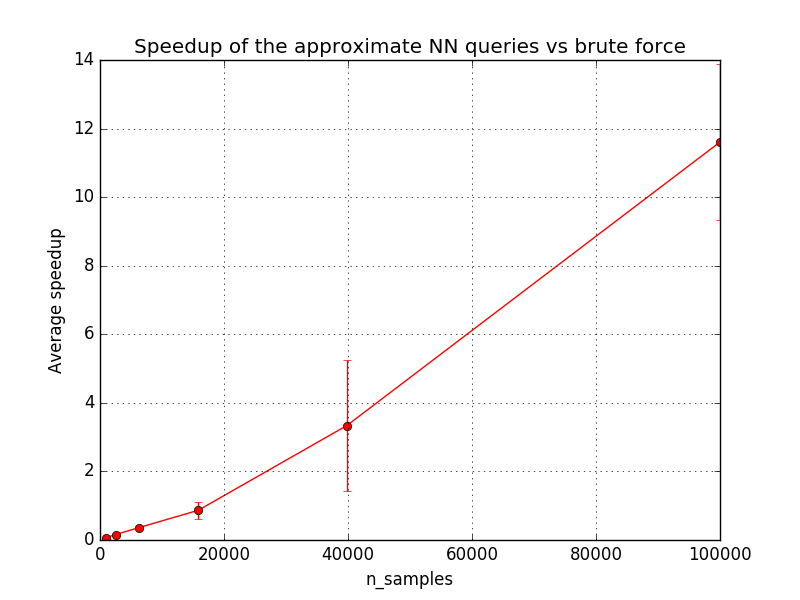 Speedup of the approximate NN queries vs brute force
14
12
10
8
6
4
2
0
Average speedup
0 20000 40000 60000 80000 100000
n_samples